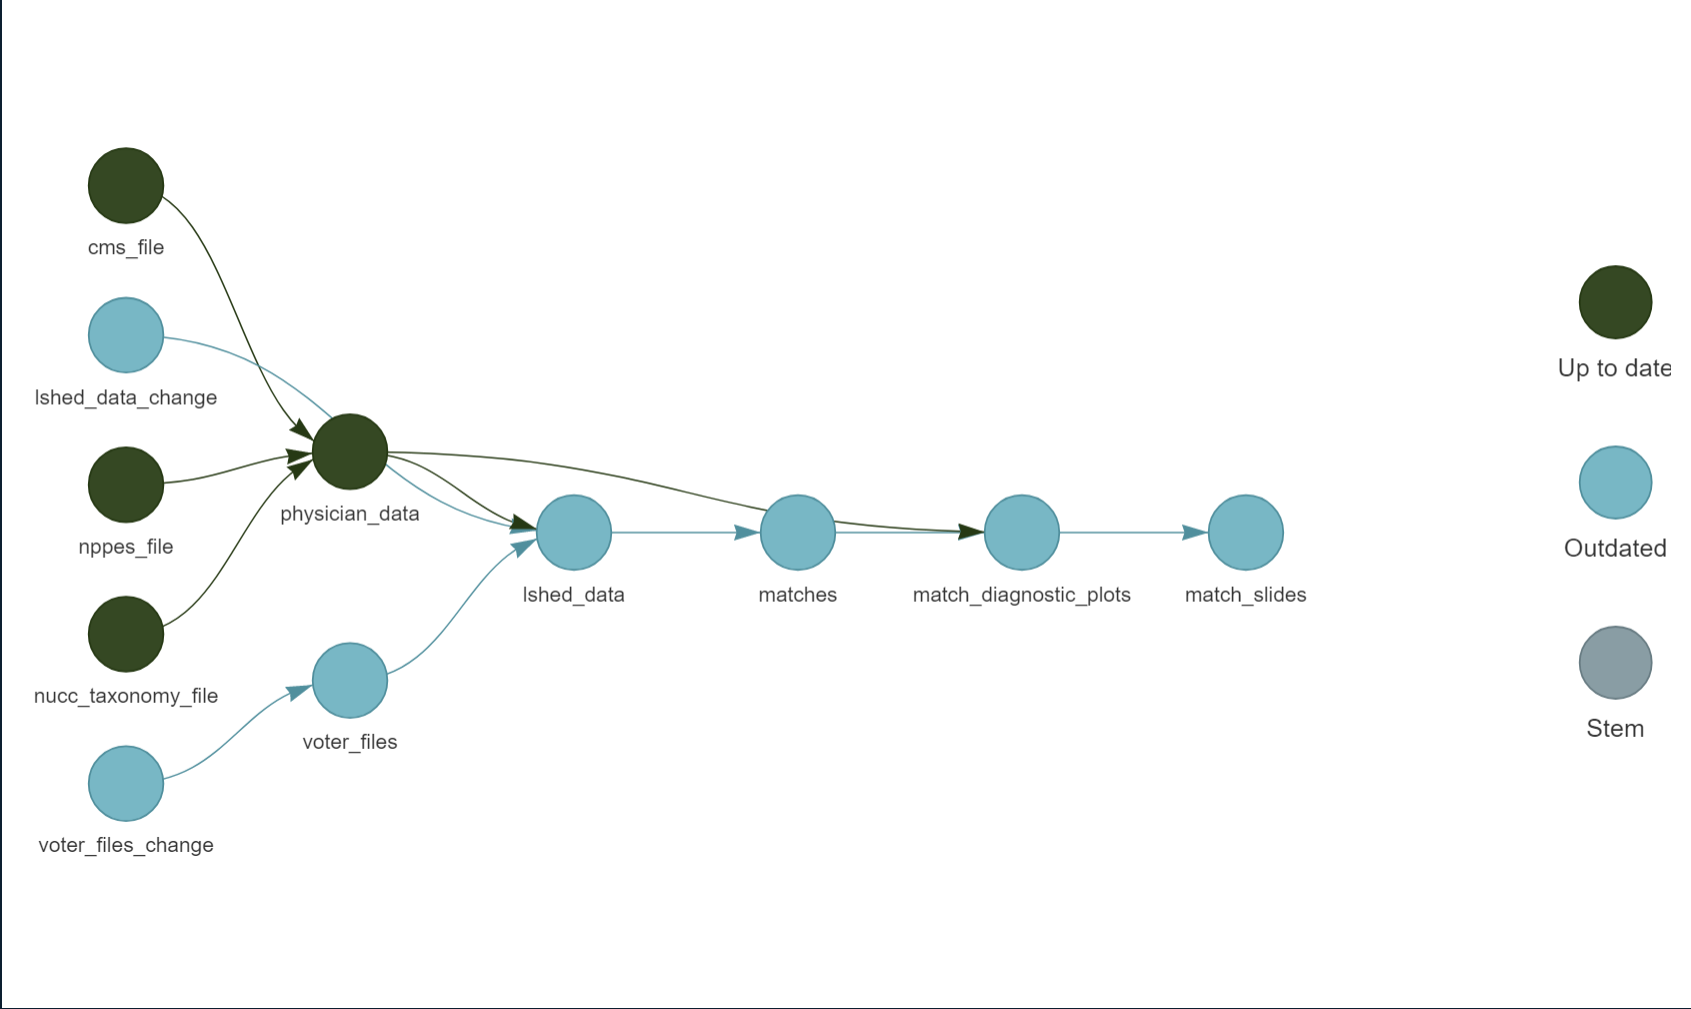 cms_file
lshed_data_change
nppes_file
nucc_taxonomy_file
voter_files_change
physician_data
voter_files
lshed_data
matches
match_diagnostic_plots
match_slides
Up to date
Outdated
Stem